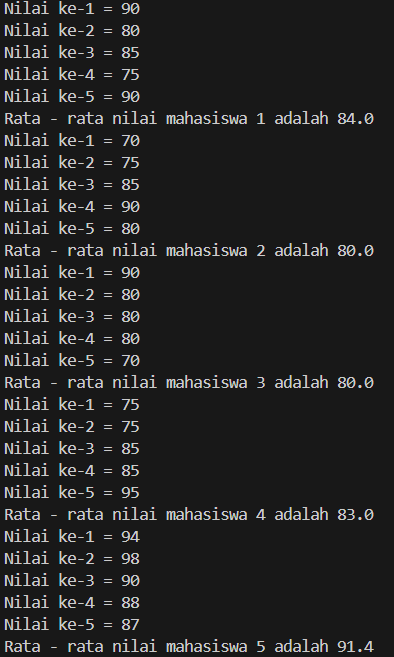 Nilai ke-1 = 90
Nilai ke-2 = 80
Nilai ke-3 = 85
Nilai ke-4 = 75
Nilai ke-5 = 90
Rata - rata nilai mahasiswa 1 adalah 84.0
Nilai ke-1 = 70
Nilai ke-2 = 75
Nilai ke-3 = 85
Nilai ke-4 = 90
Nilai ke-5 = 80
Rata - rata nilai mahasiswa 2 adalah 80.0
Nilai ke-1 = 90
Nilai ke-2 = 80
Nilai ke-3 = 80
Nilai ke-4 = 80
Nilai ke-5 = 70
Rata - rata nilai mahasiswa 3 adalah 80.0
Nilai ke-1 = 75
Nilai ke-2 = 75
Nilai ke-3 = 85
Nilai ke-4 = 85
Nilai ke-5 = 95
Rata - rata nilai mahasiswa 4 adalah 83.0
Nilai ke-1 = 94
Nilai ke-2 = 98
Nilai ke-3 = 90
Nilai ke-4 = 88
Nilai ke-5 = 87
Rata - rata nilai mahasiswa 5 adalah 91.4